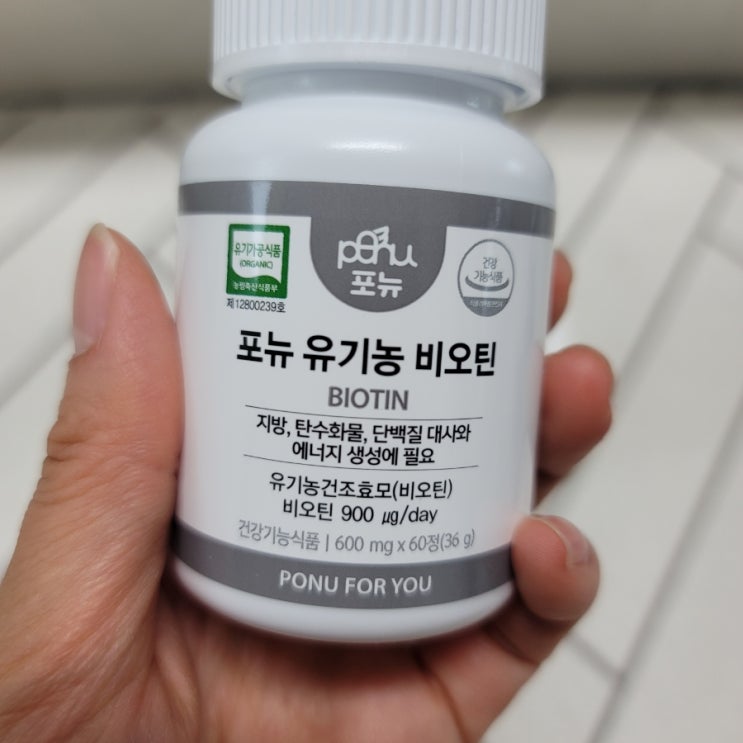 유기가공식품
(ORGANIC)
농림축산식품부
제12800239호
ponu
포뉴
건강
기능식품
포뉴 유기농 비오틴
BIOTIN
지방, 탄수화물, 단백질 대사와
에너지 생성에 필요
유기농건조효모(비오틴)
비오틴 900 μg/day
건강기능식품 | 600 mg x 60정(36 g)
PONU FOR YOU